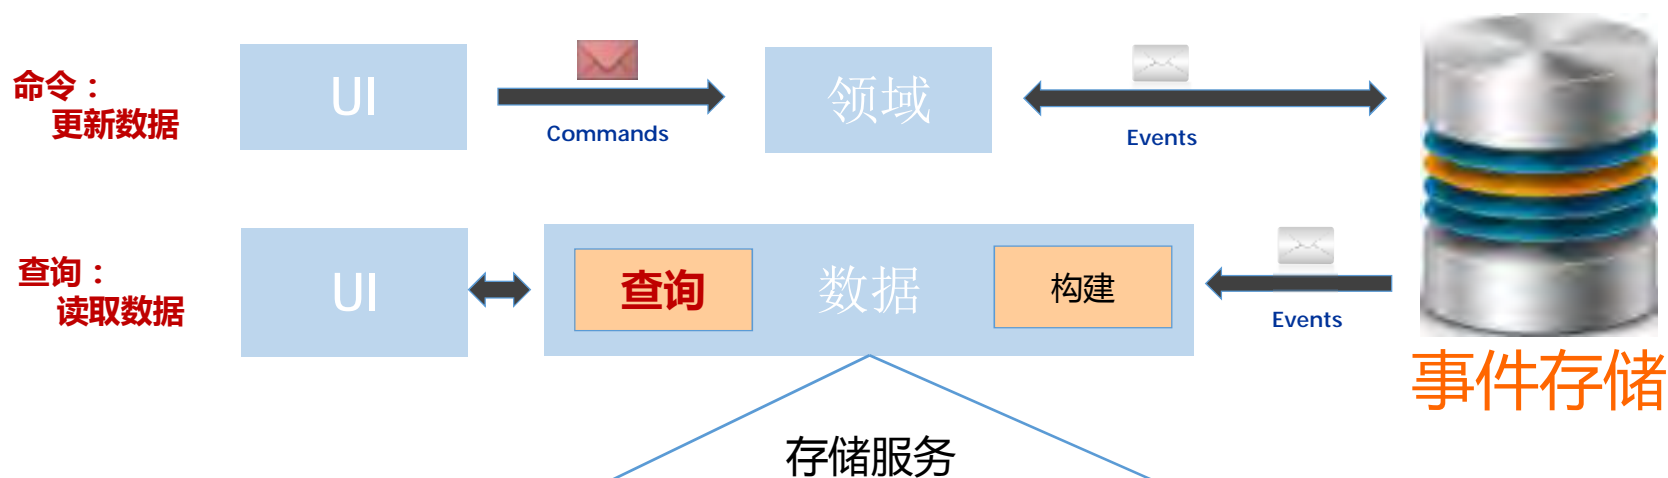 命令：
更新数据
UI
Commands
领域
Events
查询：
读取数据
UI
查询
数据
构建
Events
事件存储
存储服务